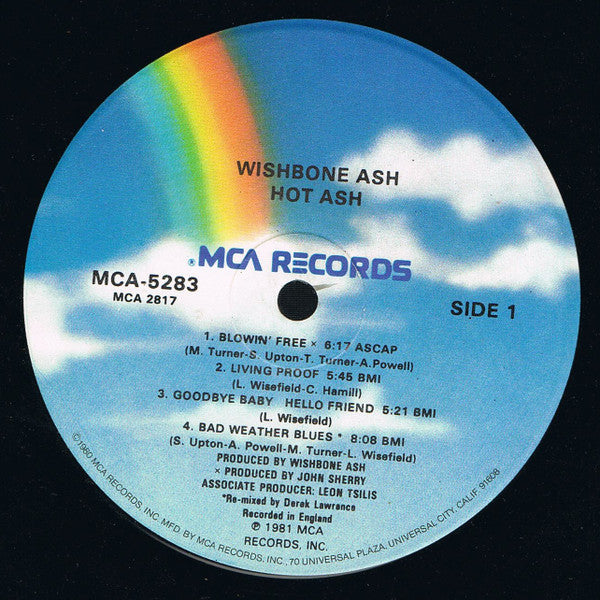 WISHBONE ASH
HOT ASH
®MCA RECORDS
MCA-5283
MCA 2817
SIDE 1
1. BLOWIN' FREE × 6:17 ASCAP
(M. Turner-S. Upton-T. Turner-A. Powell)
2. LIVING PROOF 5:45 BMI
(L. Wisefield-C. Hamill)
3. GOODBYE BABY HELLO FRIEND 5:21 BMI
(L. Wisefield)
4. BAD WEATHER BLUES * 8:08 BMI
(S. Upton-A. Powell-M. Turner-L. Wisefield)
PRODUCED BY WISHBONE ASH
× PRODUCED BY JOHN SHERRY
ASSOCIATE PRODUCER: LEON TSILIS
*Re-mixed by Derek Lawrence
Recorded in England
℗ 1981 MCA
RECORDS, INC.
©1980 MCA RECORDS, INC. MFD. BY MCA RECORDS, INC., 70 UNIVERSAL PLAZA, UNIVERSAL CITY, CALIF. 91608